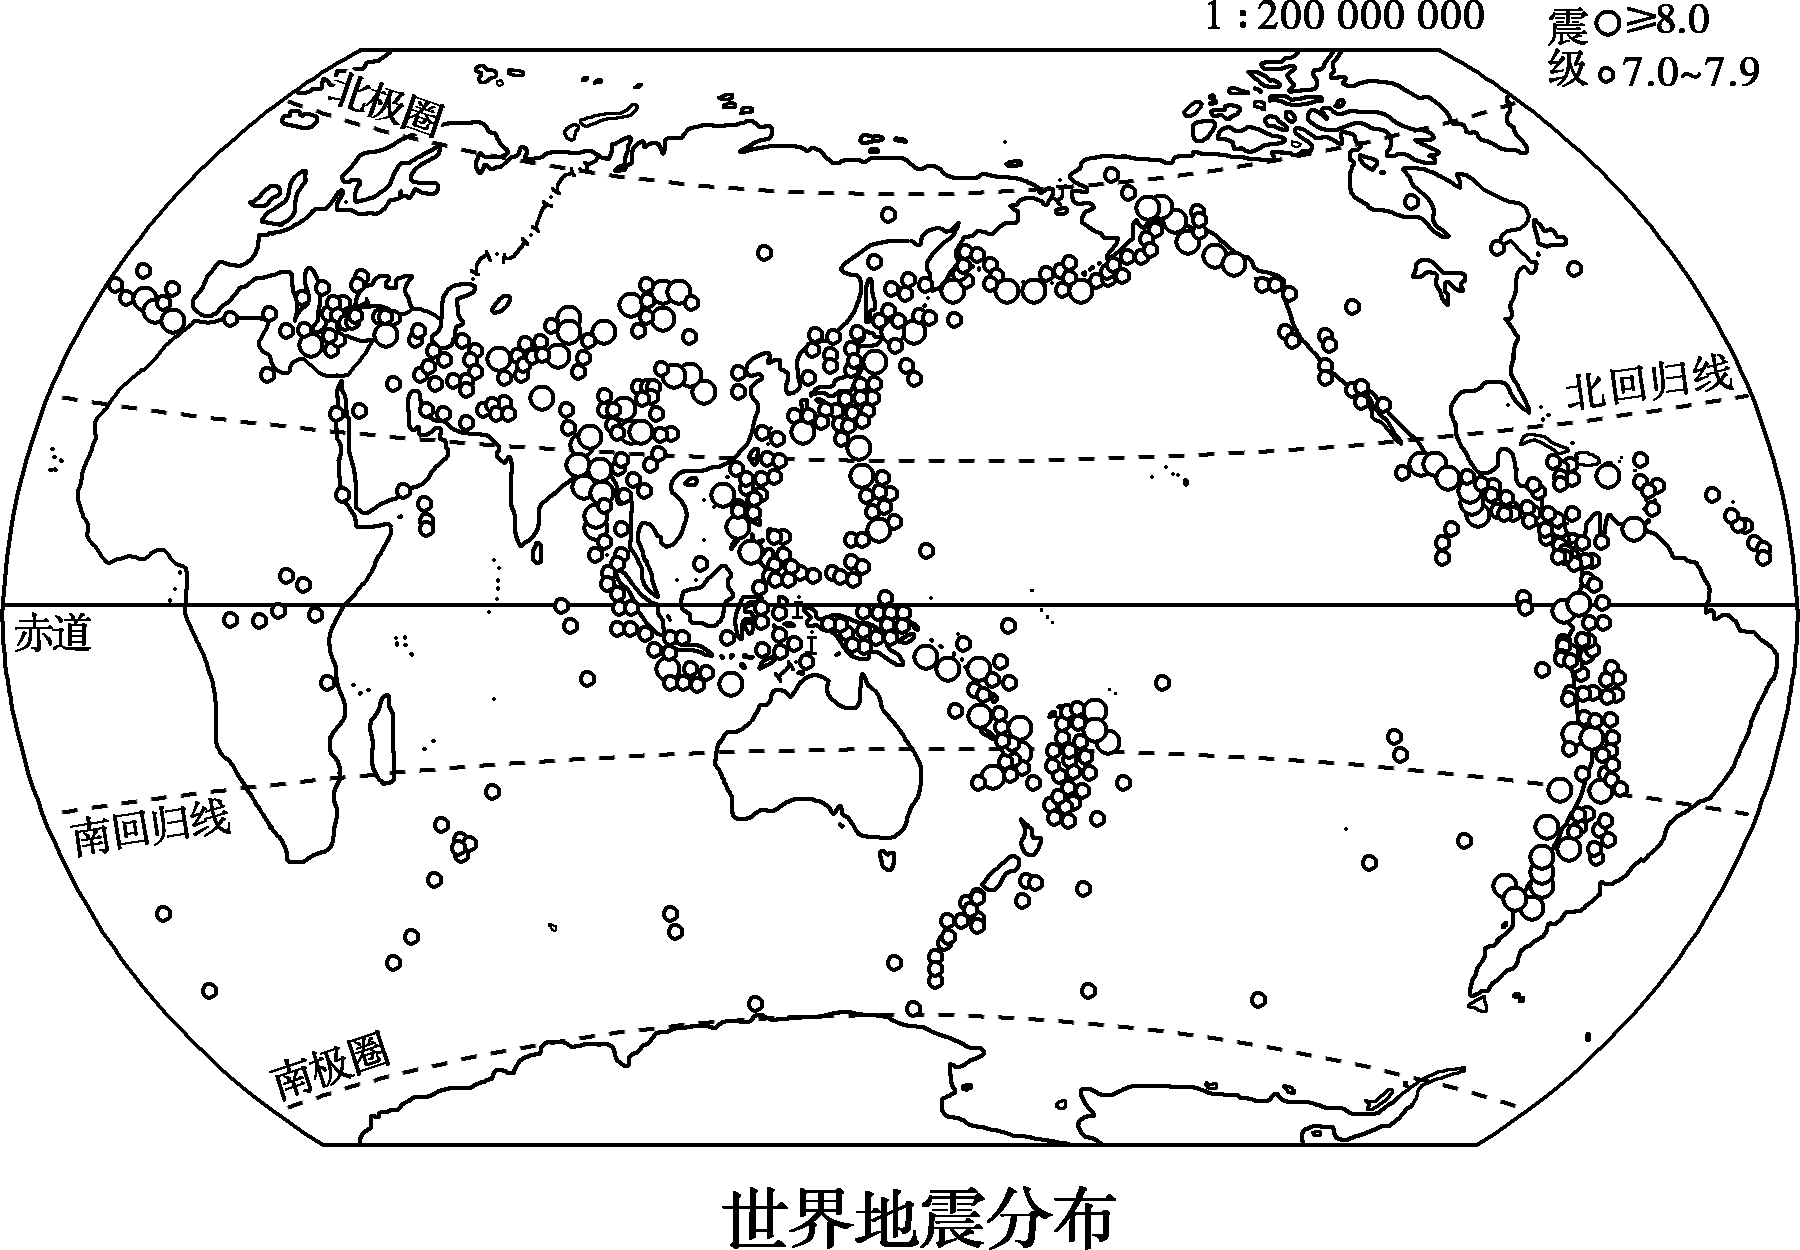 1:200 000 000
震 ○≥8.0
级 ○7.0~7.9
北极圈
北回归线
赤道
南回归线
南极圈
世界地震分布